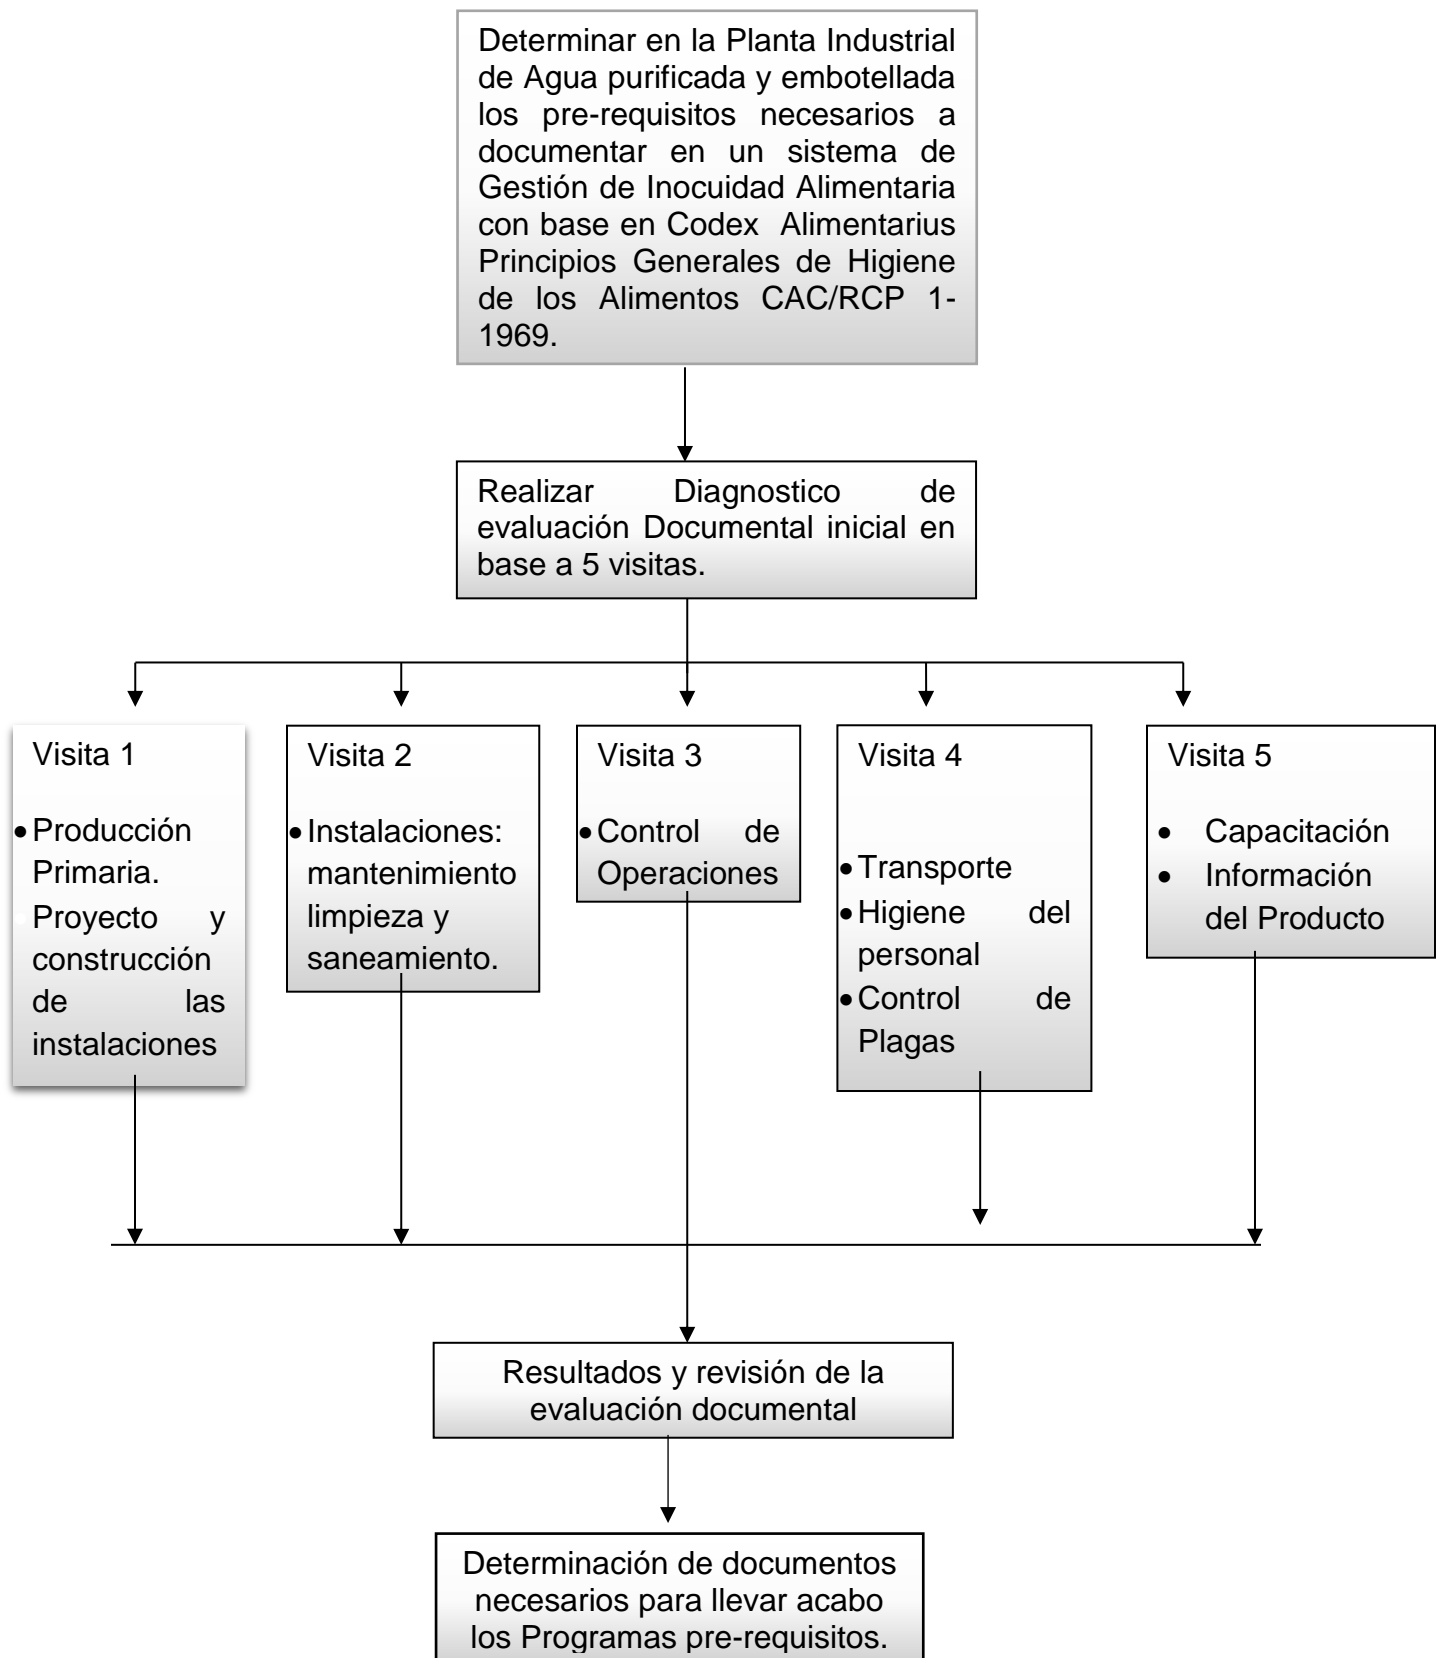 Determinar en la Planta Industrial
de Agua purificada y embotellada
los pre-requisitos necesarios a
documentar en un sistema de
Gestión de Inocuidad Alimentaria
con base en Codex Alimentarius
Principios Generales de Higiene
de los Alimentos CAC/RCP 1-
1969.
Realizar Diagnostico de
evaluación Documental inicial en
base a 5 visitas.
Visita 1
• Producción
Primaria.
• Proyecto y
construcción
de las
instalaciones
Visita 2
• Instalaciones:
mantenimiento
limpieza y
saneamiento.
Visita 3
• Control de
Operaciones
Visita 4
• Transporte
• Higiene del
personal
• Control de
Plagas
Visita 5
• Capacitación
• Información
del Producto
Resultados y revisión de la
evaluación documental
Determinación de documentos
necesarios para llevar acabo
los Programas pre-requisitos.